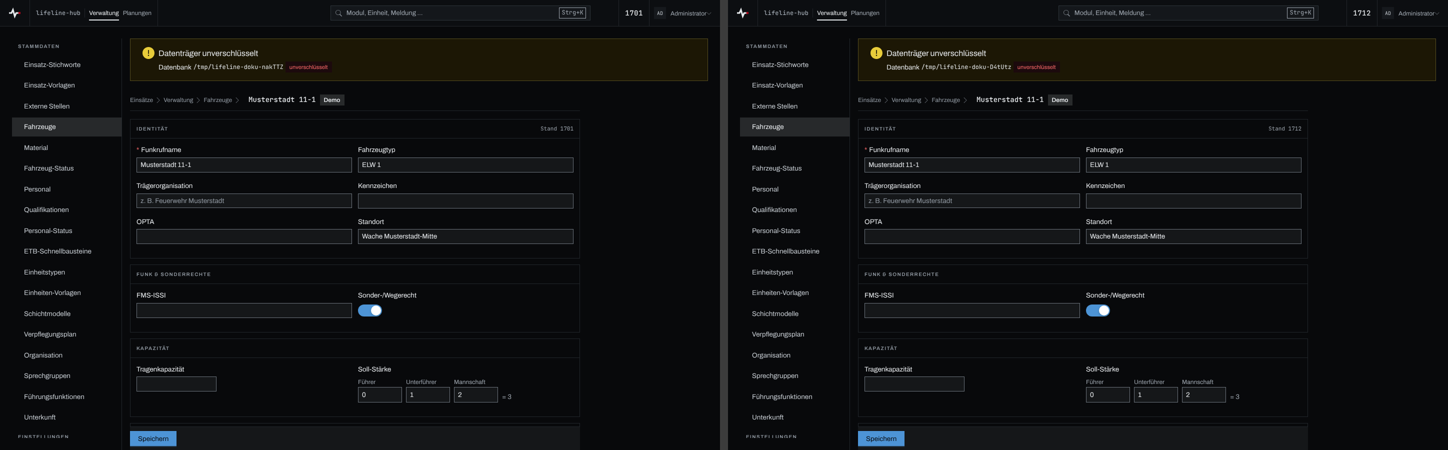 lifeline-hub Verwaltung Planungen Modul, Einheit, Meldung ... Strg+K 1701 AD Administrator
STAMMDATEN
Einsatz-Stichworte
Einsatz-Vorlagen
Externe Stellen
Fahrzeuge
Material
Fahrzeug-Status
Personal
Qualifikationen
Personal-Status
ETB-Schnellbausteine
Einheitstypen
Einheiten-Vorlagen
Schichtmodelle
Verpflegungsplan
Organisation
Sprechgruppen
Führungsfunktionen
Unterkunft
EINSTELLUNGEN
Datenträger unverschlüsselt
Datenbank /tmp/lifeline-doku-nakTTZ unverschlüsselt
Einsätze Verwaltung Fahrzeuge Musterstadt 11-1 Demo
IDENTITÄT Stand 1701
* Funkrufname Fahrzeugtyp
Musterstadt 11-1 ELW 1
Trägerorganisation Kennzeichen
z. B. Feuerwehr Musterstadt
OPTA Standort
Wache Musterstadt-Mitte
FUNK & SONDERRECHTE
FMS-ISSI Sonder-/Wegerecht
KAPAZITÄT
Tragenkapazität Soll-Stärke
Führer Unterführer Mannschaft
0 1 2 = 3
Speichern
lifeline-hub Verwaltung Planungen Modul, Einheit, Meldung ... Strg+K 1712 AD Administrator
STAMMDATEN
Einsatz-Stichworte
Einsatz-Vorlagen
Externe Stellen
Fahrzeuge
Material
Fahrzeug-Status
Personal
Qualifikationen
Personal-Status
ETB-Schnellbausteine
Einheitstypen
Einheiten-Vorlagen
Schichtmodelle
Verpflegungsplan
Organisation
Sprechgruppen
Führungsfunktionen
Unterkunft
EINSTELLUNGEN
Datenträger unverschlüsselt
Datenbank /tmp/lifeline-doku-O4tUtz unverschlüsselt
Einsätze Verwaltung Fahrzeuge Musterstadt 11-1 Demo
IDENTITÄT Stand 1712
* Funkrufname Fahrzeugtyp
Musterstadt 11-1 ELW 1
Trägerorganisation Kennzeichen
z. B. Feuerwehr Musterstadt
OPTA Standort
Wache Musterstadt-Mitte
FUNK & SONDERRECHTE
FMS-ISSI Sonder-/Wegerecht
KAPAZITÄT
Tragenkapazität Soll-Stärke
Führer Unterführer Mannschaft
0 1 2 = 3
Speichern